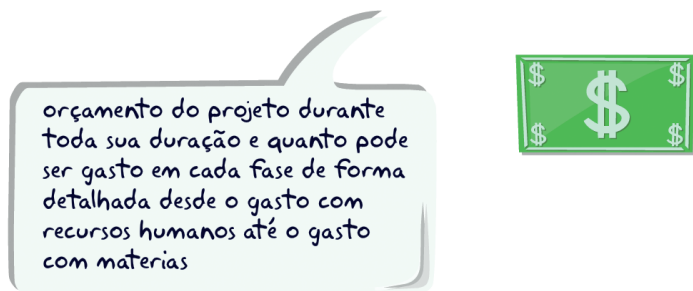 orçamento do projeto durante
toda sua duração e quanto pode
ser gasto em cada fase de forma
detalhada desde o gasto com
recursos humanos até o gasto
com materias
$ $
$
$ $